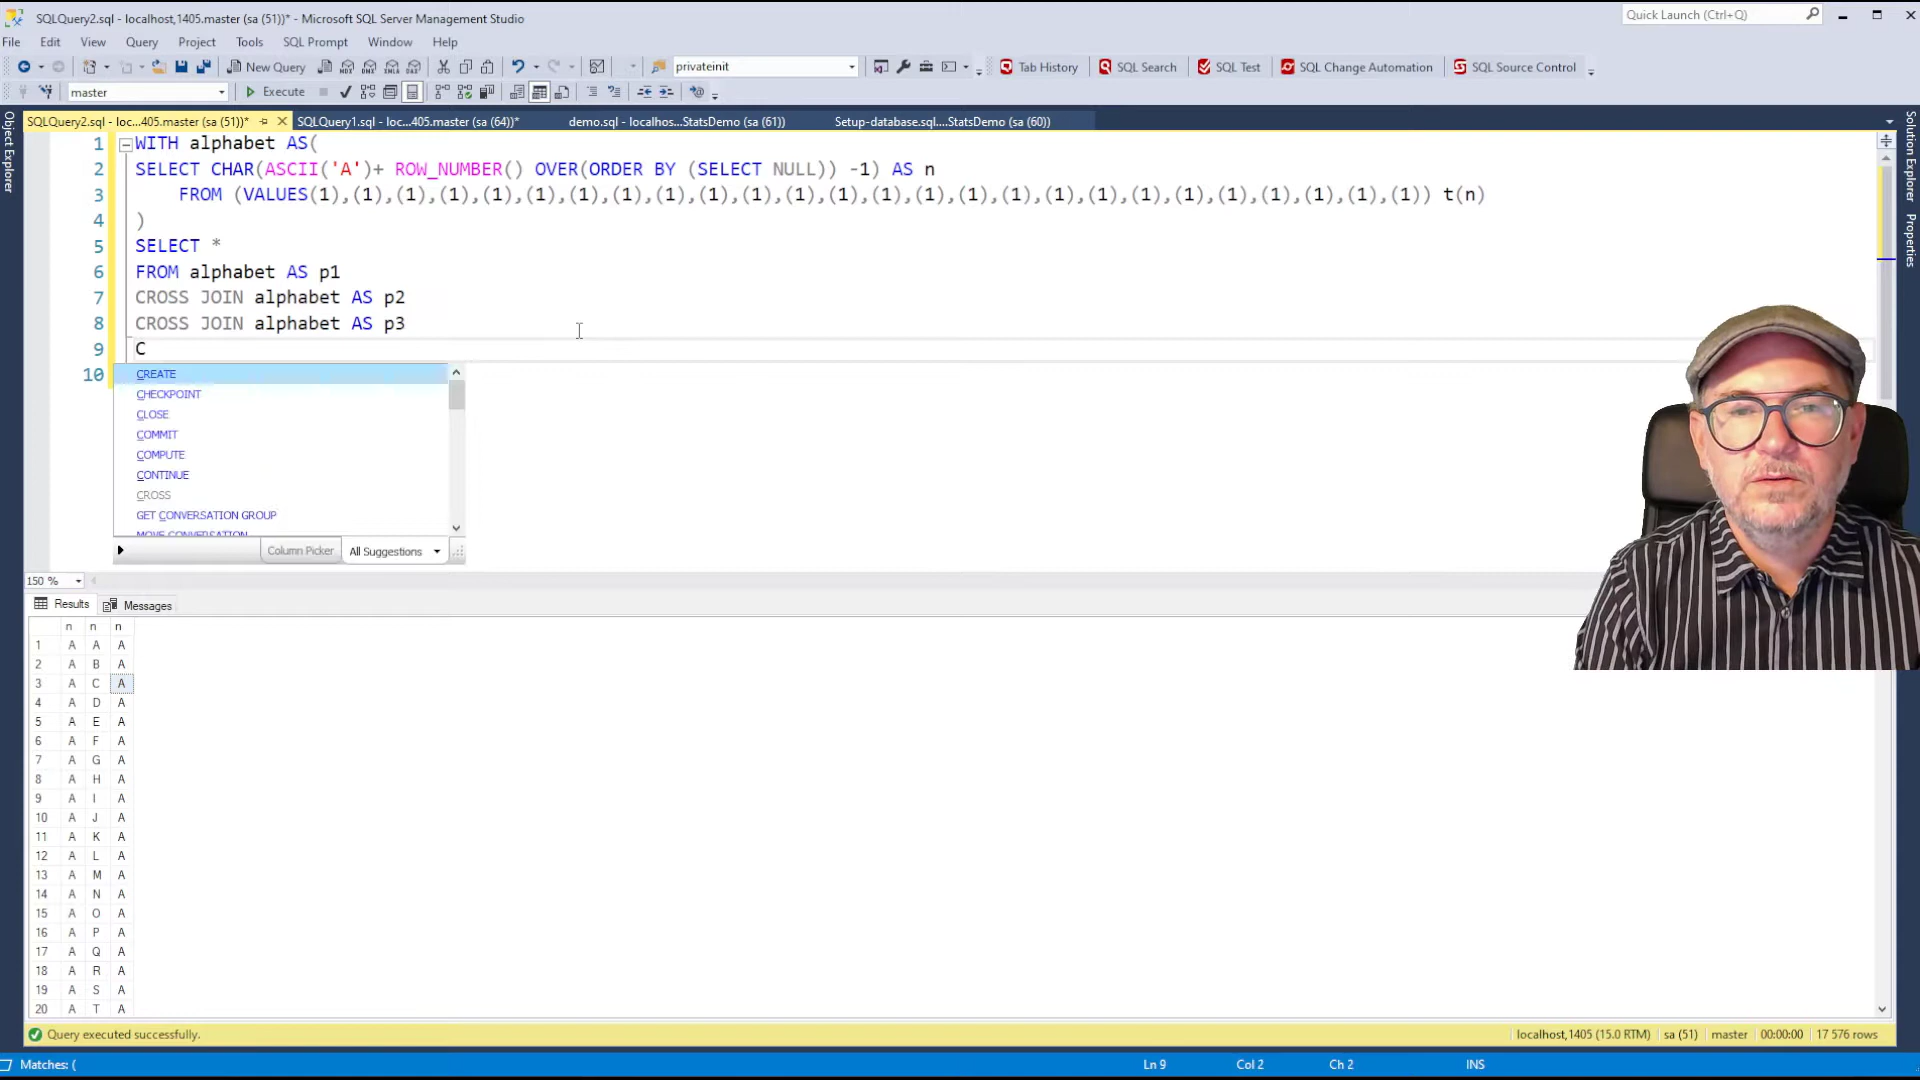 SQLQuery2.sql - localhost,1405.master (sa (51))* - Microsoft SQL Server Management Studio
Quick Launch (Ctrl+Q)
File Edit View Query Project Tools SQL Prompt Window Help
New Query
privateinit
Tab History SQL Search SQL Test SQL Change Automation SQL Source Control
master
Execute
SQLQuery2.sql - loc...405.master (sa (51))*
SQLQuery1.sql - loc...405.master (sa (64))*
demo.sql - localhos...StatsDemo (sa (61))
Setup-database.sql....StatsDemo (sa (60))
Object Explorer
Solution Explorer
Properties
1 WITH alphabet AS(
2 SELECT CHAR(ASCII('A')+ ROW_NUMBER() OVER(ORDER BY (SELECT NULL)) -1) AS n
3 FROM (VALUES(1),(1),(1),(1),(1),(1),(1),(1),(1),(1),(1),(1),(1),(1),(1),(1),(1),(1),(1),(1),(1),(1),(1),(1),(1),(1)) t(n)
4 )
5 SELECT *
6 FROM alphabet AS p1
7 CROSS JOIN alphabet AS p2
8 CROSS JOIN alphabet AS p3
9 C
10
CREATE
CHECKPOINT
CLOSE
COMMIT
COMPUTE
CONTINUE
CROSS
GET CONVERSATION GROUP
MOVE CONVERSATION
Column Picker All Suggestions
150 %
Results Messages
n n n
1 A A A
2 A B A
3 A C A
4 A D A
5 A E A
6 A F A
7 A G A
8 A H A
9 A I A
10 A J A
11 A K A
12 A L A
13 A M A
14 A N A
15 A O A
16 A P A
17 A Q A
18 A R A
19 A S A
20 A T A
Query executed successfully.
localhost,1405 (15.0 RTM) sa (51) master 00:00:00 17 576 rows
Matches: (
Ln 9 Col 2 Ch 2 INS